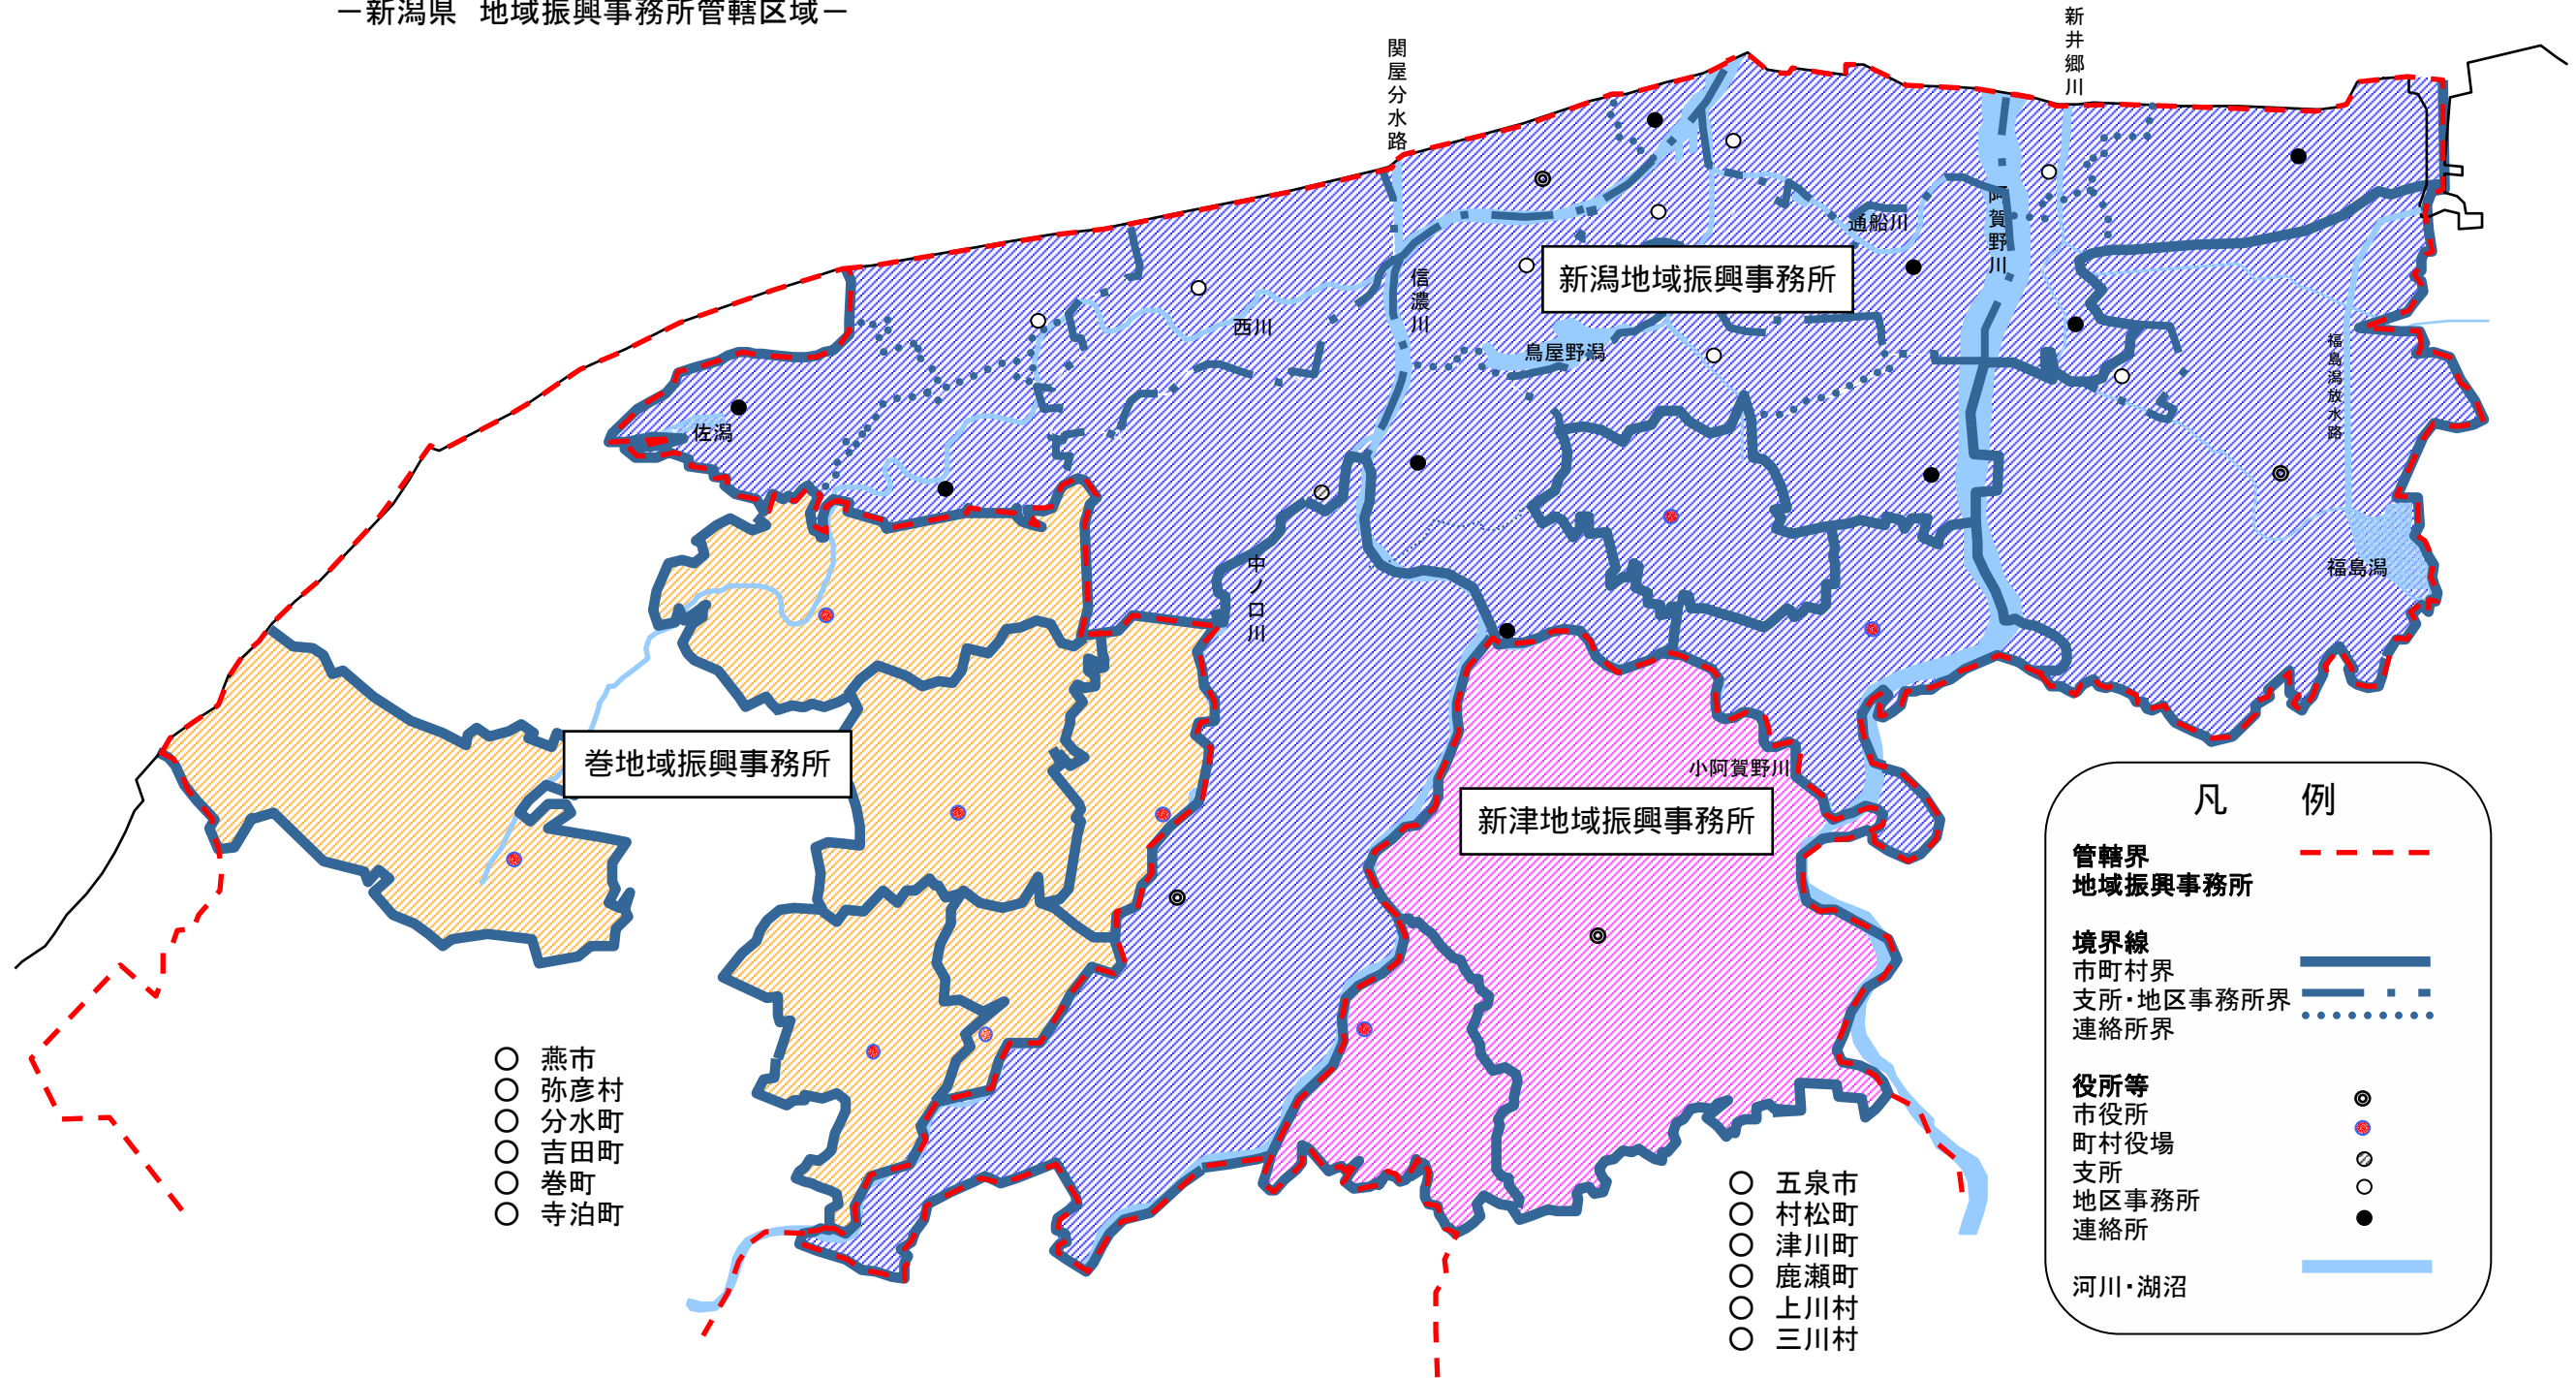 －新潟県　地域振興事務所管轄区域－
関屋分水路
新井郷川
阿賀野川
通船川
新潟地域振興事務所
信濃川
西川
鳥屋野潟
福島潟放水路
佐潟
福島潟
中ノ口川
巻地域振興事務所
小阿賀野川
新津地域振興事務所
凡　例
管轄界
地域振興事務所
境界線
市町村界
支所・地区事務所界
連絡所界
役所等
市役所
町村役場
支所
地区事務所
連絡所
河川・湖沼
○ 燕市
○ 弥彦村
○ 分水町
○ 吉田町
○ 巻町
○ 寺泊町
○ 五泉市
○ 村松町
○ 津川町
○ 鹿瀬町
○ 上川村
○ 三川村